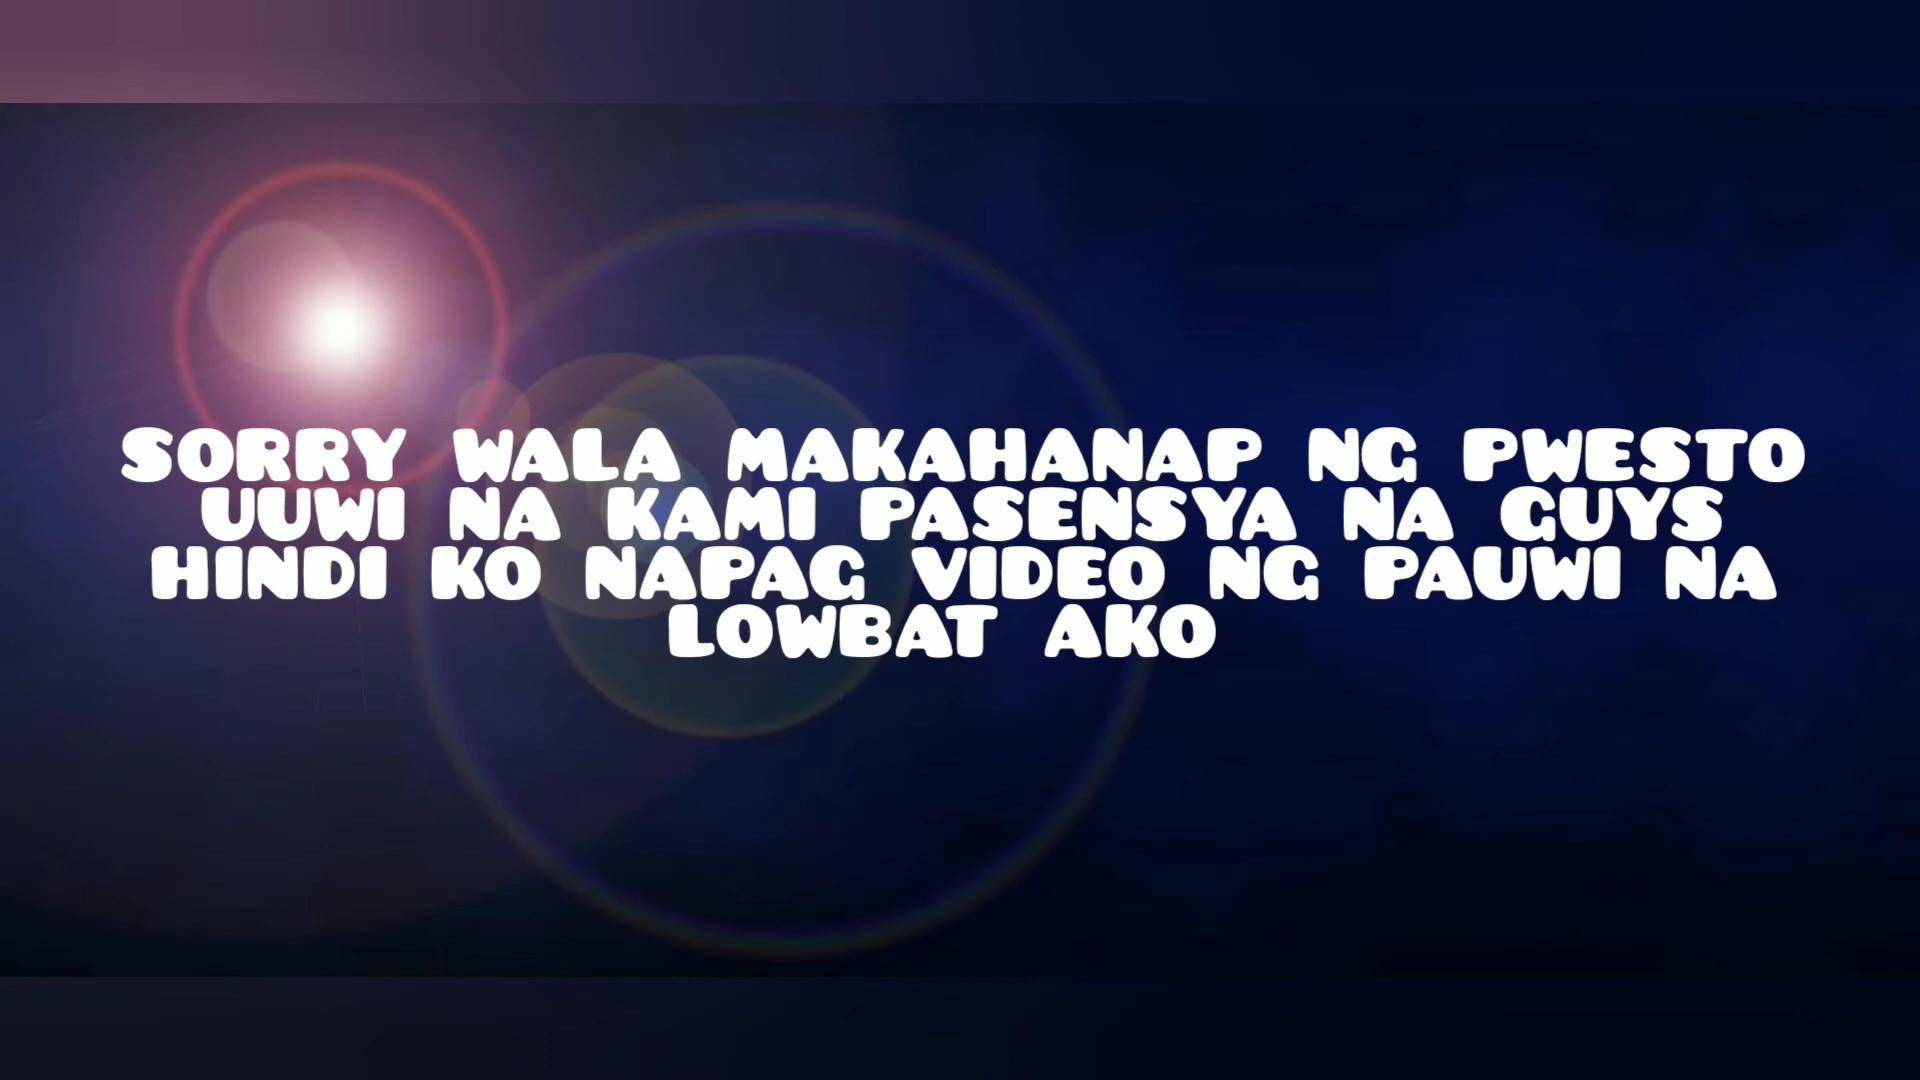 SORRY WALA MAKAHANAP NG PWESTO
UUWI NA KAMI PASENSYA NA GUYS
HINDI KO NAPAG VIDEO NG PAUWI NA
LOWBAT AKO